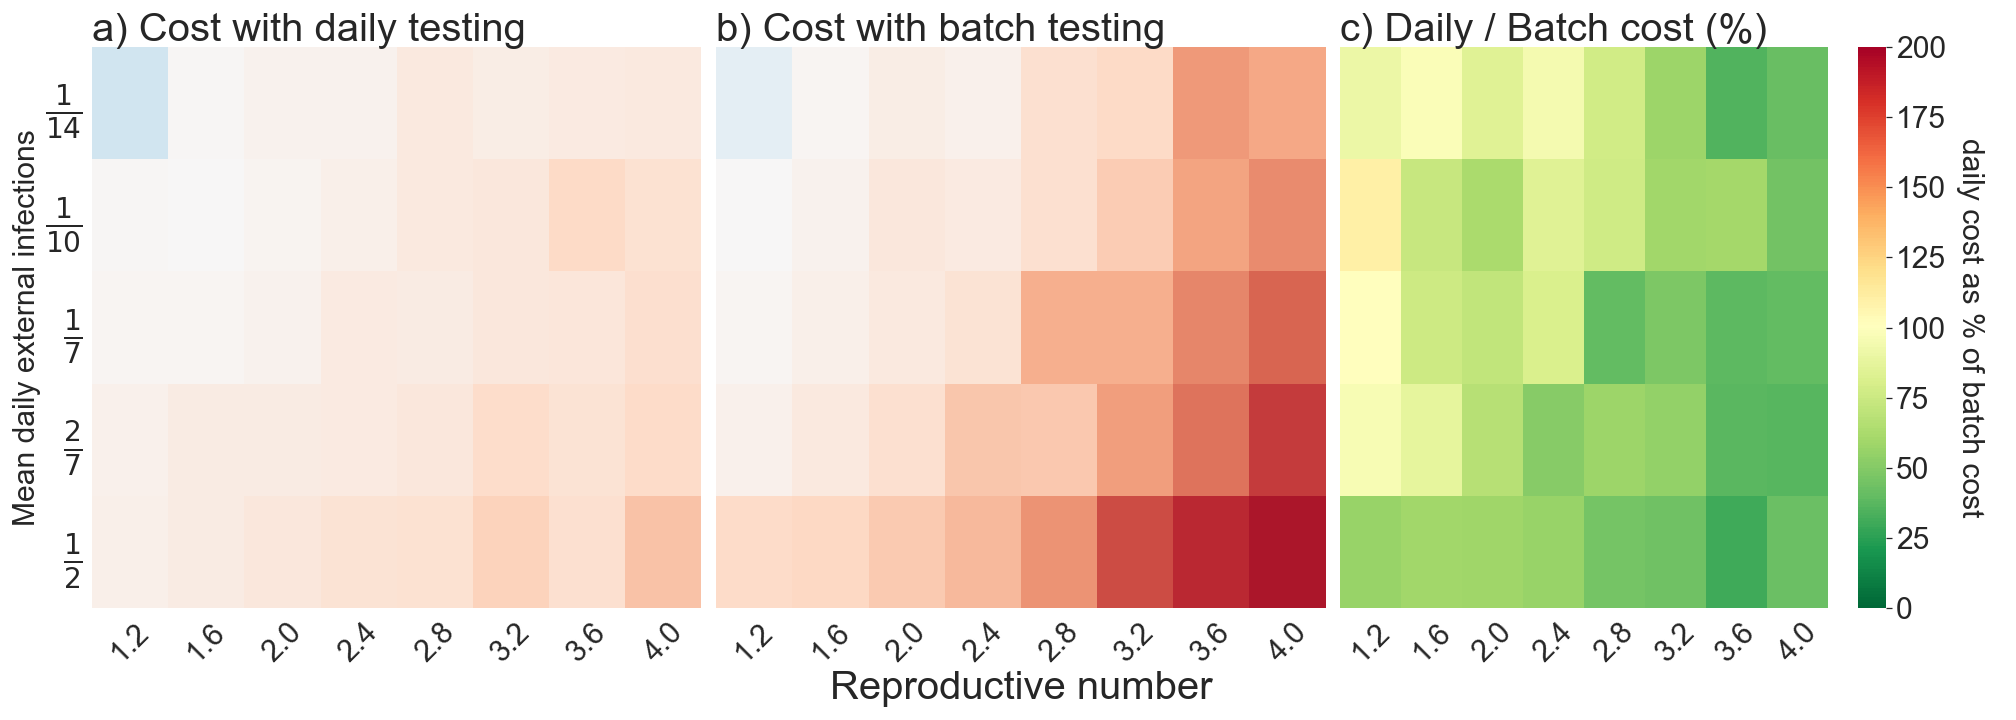 a) Cost with daily testing
b) Cost with batch testing
c) Daily / Batch cost (%)
Mean daily external infections
1/14
1/10
1/7
2/7
1/2
1.2 1.6 2.0 2.4 2.8 3.2 3.6 4.0
1.2 1.6 2.0 2.4 2.8 3.2 3.6 4.0
1.2 1.6 2.0 2.4 2.8 3.2 3.6 4.0
Reproductive number
200
175
150
125
100
75
50
25
0
daily cost as % of batch cost